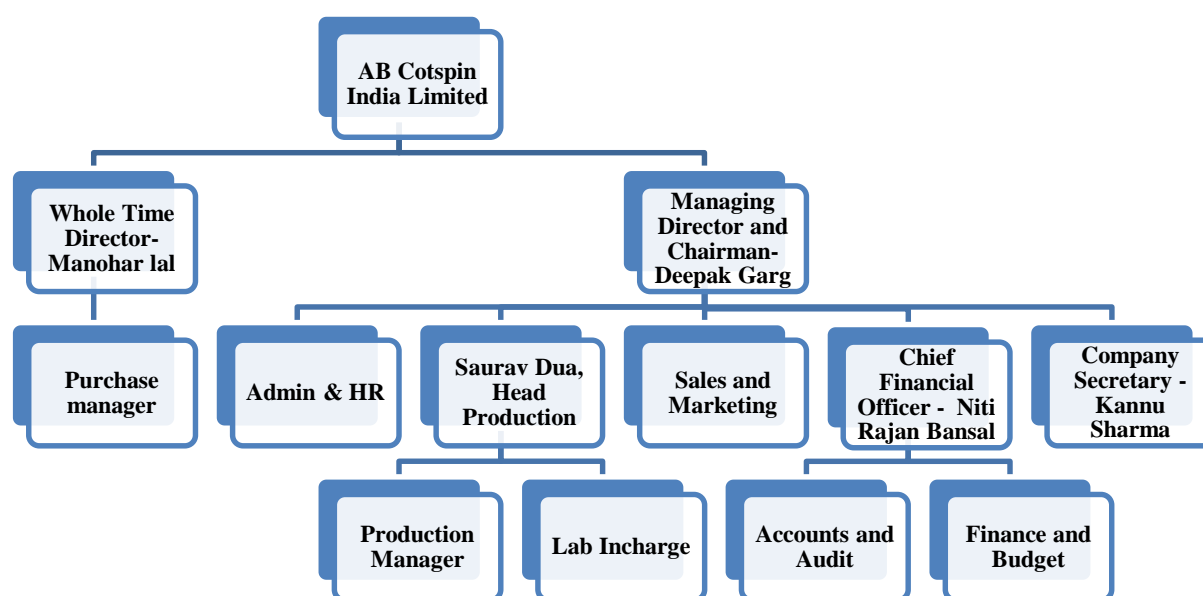 AB Cotspin
India Limited
Whole Time
Director-
Manohar lal
Managing
Director and
Chairman-
Deepak Garg
Purchase
manager
Admin & HR
Saurav Dua,
Head
Production
Sales and
Marketing
Chief
Financial
Officer - Niti
Rajan Bansal
Company
Secretary -
Kannu
Sharma
Production
Manager
Lab Incharge
Accounts and
Audit
Finance and
Budget